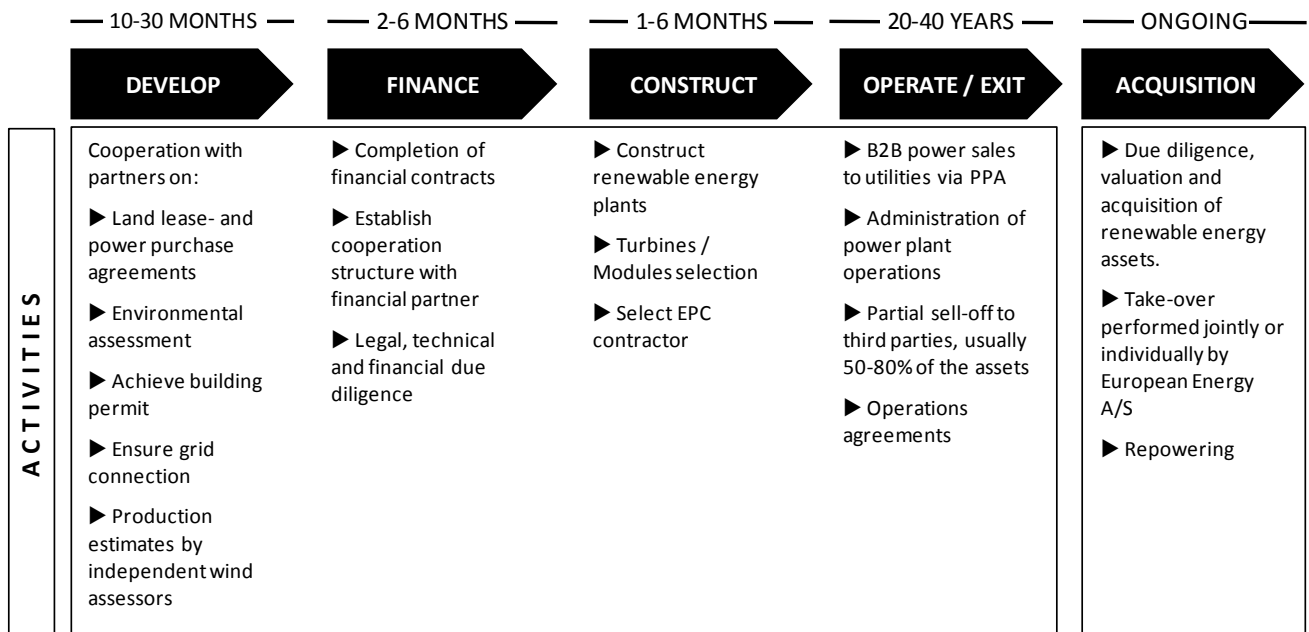 10-30 MONTHS
2-6 MONTHS
1-6 MONTHS
20-40 YEARS
ONGOING
DEVELOP
FINANCE
CONSTRUCT
OPERATE / EXIT
ACQUISITION
ACTIVITIES
Cooperation with
partners on:
▶ Land lease- and
power purchase
agreements
▶ Environmental
assessment
▶ Achieve building
permit
▶ Ensure grid
connection
▶ Production
estimates by
independent wind
assessors
▶ Completion of
financial contracts
▶ Establish
cooperation
structure with
financial partner
▶ Legal, technical
and financial due
diligence
▶ Construct
renewable energy
plants
▶ Turbines /
Modules selection
▶ Select EPC
contractor
▶ B2B power sales
to utilities via PPA
▶ Administration of
power plant
operations
▶ Partial sell-off to
third parties, usually
50-80% of the assets
▶ Operations
agreements
▶ Due diligence,
valuation and
acquisition of
renewable energy
assets.
▶ Take-over
performed jointly or
individually by
European Energy
A/S
▶ Repowering